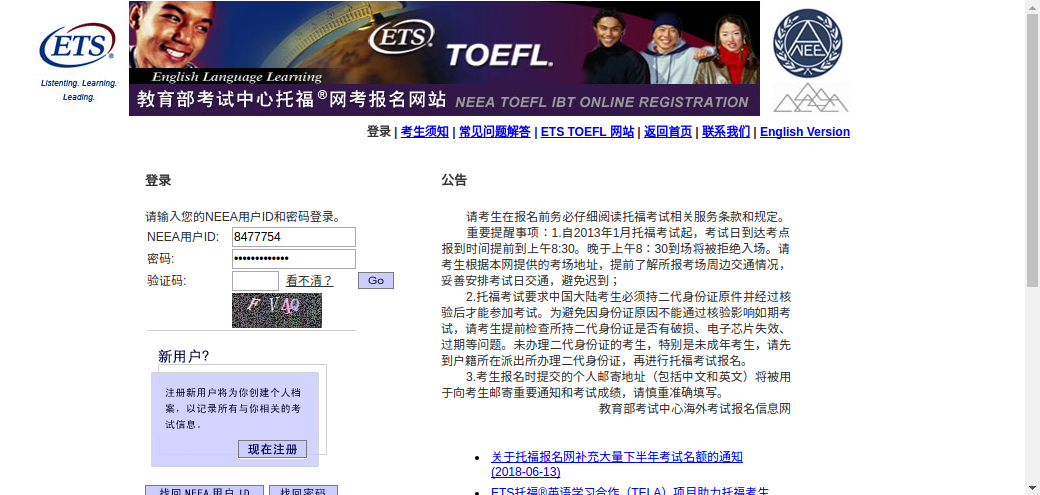 ETS
Listening. Learning.
Leading.
ETS TOEFL.
English Language Learning
教育部考试中心托福®网考报名网站 NEEA TOEFL IBT ONLINE REGISTRATION
NEE
登录 | 考生须知 | 常见问题解答 | ETS TOEFL 网站 | 返回首页 | 联系我们 | English Version
登录
请输入您的NEEA用户ID和密码登录。
NEEA用户ID: 8477754
密码: •••••••••••••
验证码: 看不清？ Go
新用户?
注册新用户将为你创建个人档
案，以记录所有与你相关的考
试信息.
现在注册
找回 NEEA 用户 ID 找回密码
公告
请考生在报名前务必仔细阅读托福考试相关服务条款和规定。
重要提醒事项：1.自2013年1月托福考试起，考试日到达考点
报到时间提前到上午8:30。晚于上午8：30到场将被拒绝入场。请
考生根据本网提供的考场地址，提前了解所报考场周边交通情况，
妥善安排考试日交通，避免迟到；
2.托福考试要求中国大陆考生必须持二代身份证原件并经过核
验后才能参加考试。为避免因身份证原因不能通过核验影响如期考
试，请考生提前检查所持二代身份证是否有破损、电子芯片失效、
过期等问题。未办理二代身份证的考生，特别是未成年考生，请先
到户籍所在派出所办理二代身份证，再进行托福考试报名。
3.考生报名时提交的个人邮寄地址（包括中文和英文）将被用
于向考生邮寄重要通知和考试成绩，请慎重准确填写。
教育部考试中心海外考试报名信息网
• 关于托福报名网补充大量下半年考试名额的通知
(2018-06-13)
• ETS托福®英语学习合作（TELA）项目助力托福考生